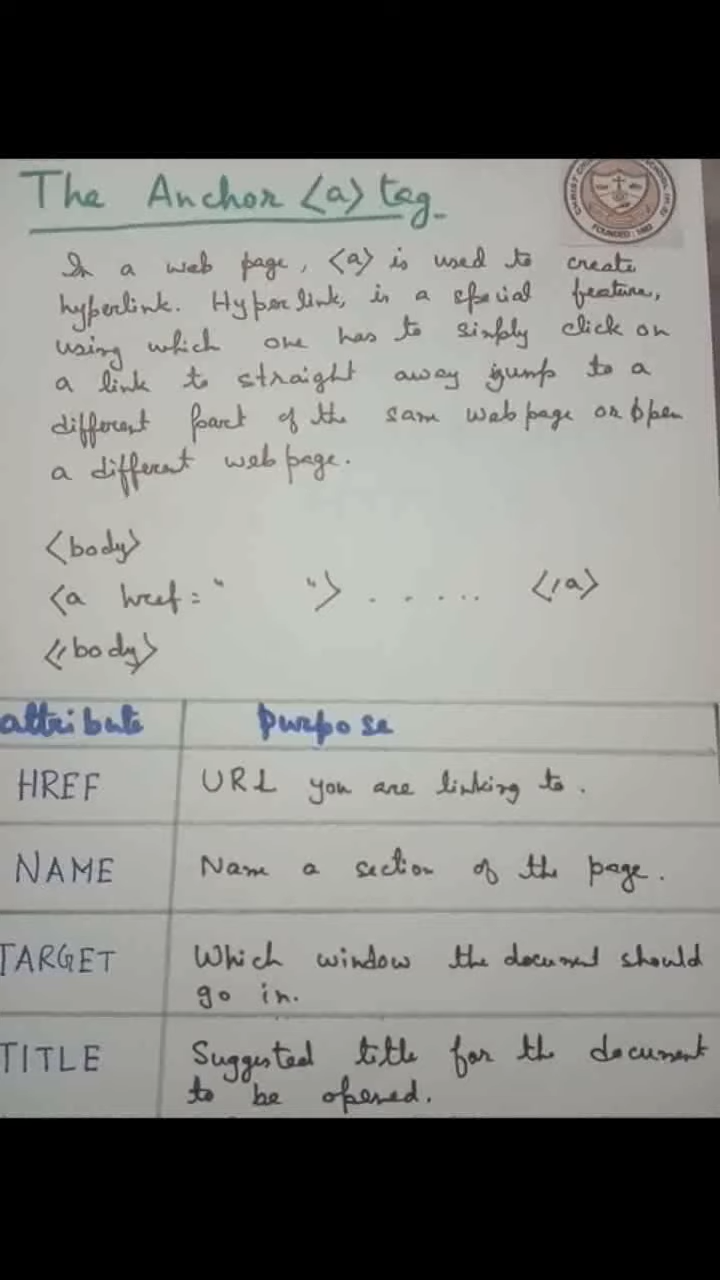 The Anchor <a> tag
In a web page, <a> is used to create
hyperlink. Hyperlink, is a special feature,
using which one has to simply click on
a link to straight away jump to a
different part of the same web page or open
a different web page.
<body>
<a href = " "> . . . . . . </a>
</body>
attribute purpose
HREF URL you are linking to.
NAME Name a section of the page.
TARGET Which window the document should
go in.
TITLE Suggested title for the document
to be opened.
FOUNDED : 1882